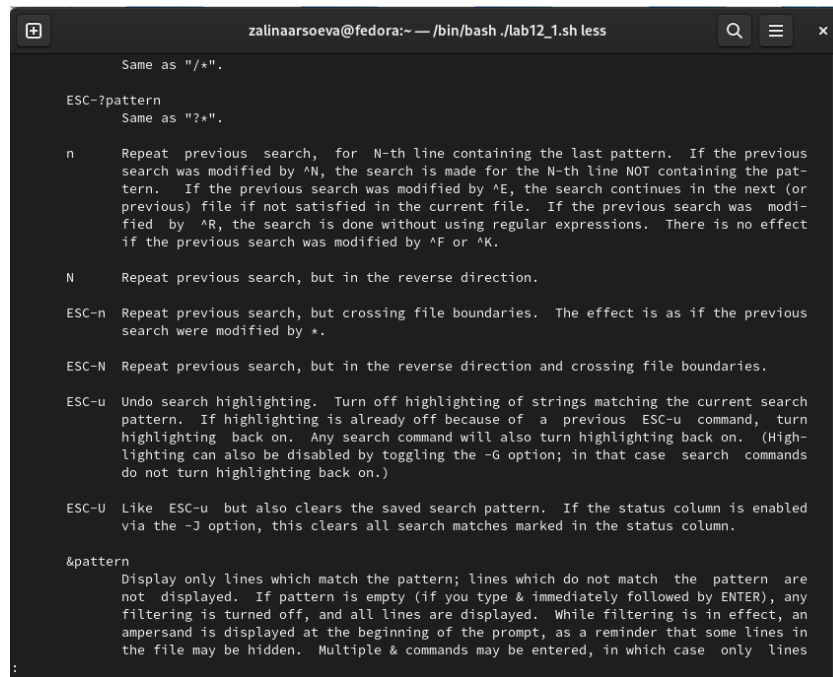 zalinaarsoeva@fedora:~ — /bin/bash ./lab12_1.sh less
Same as "/*".
ESC-?pattern
Same as "?*".
n Repeat previous search, for N-th line containing the last pattern. If the previous
search was modified by ^N, the search is made for the N-th line NOT containing the pat-
tern. If the previous search was modified by ^E, the search continues in the next (or
previous) file if not satisfied in the current file. If the previous search was modi-
fied by ^R, the search is done without using regular expressions. There is no effect
if the previous search was modified by ^F or ^K.
N Repeat previous search, but in the reverse direction.
ESC-n Repeat previous search, but crossing file boundaries. The effect is as if the previous
search were modified by *.
ESC-N Repeat previous search, but in the reverse direction and crossing file boundaries.
ESC-u Undo search highlighting. Turn off highlighting of strings matching the current search
pattern. If highlighting is already off because of a previous ESC-u command, turn
highlighting back on. Any search command will also turn highlighting back on. (High-
lighting can also be disabled by toggling the -G option; in that case search commands
do not turn highlighting back on.)
ESC-U Like ESC-u but also clears the saved search pattern. If the status column is enabled
via the -J option, this clears all search matches marked in the status column.
&pattern
Display only lines which match the pattern; lines which do not match the pattern are
not displayed. If pattern is empty (if you type & immediately followed by ENTER), any
filtering is turned off, and all lines are displayed. While filtering is in effect, an
ampersand is displayed at the beginning of the prompt, as a reminder that some lines in
the file may be hidden. Multiple & commands may be entered, in which case only lines
: